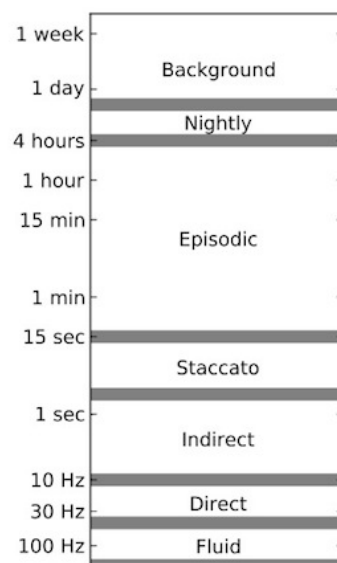 1 week
Background
1 day
Nightly
4 hours
1 hour
15 min
Episodic
1 min
15 sec
Staccato
1 sec
Indirect
10 Hz
Direct
30 Hz
100 Hz
Fluid